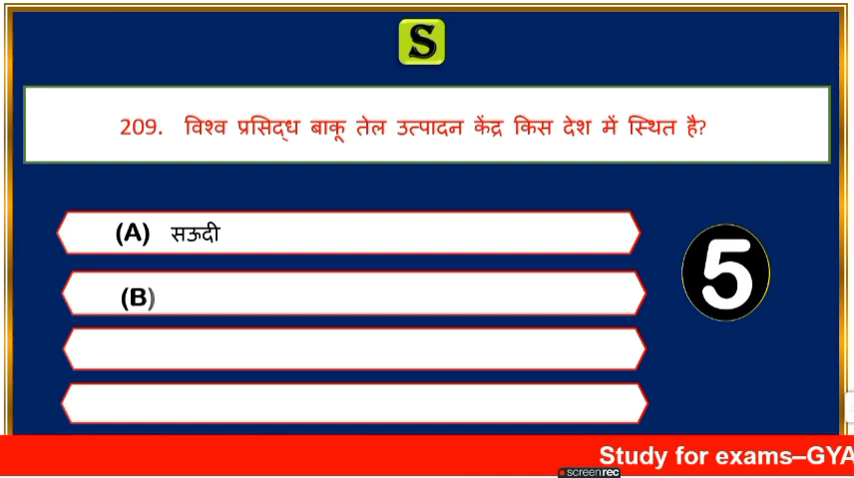 S
209. विश्व प्रसिद्ध बाकू तेल उत्पादन केंद्र किस देश में स्थित है?
(A) सऊदी
(B)
5
Study for exams–GYA
screenrec